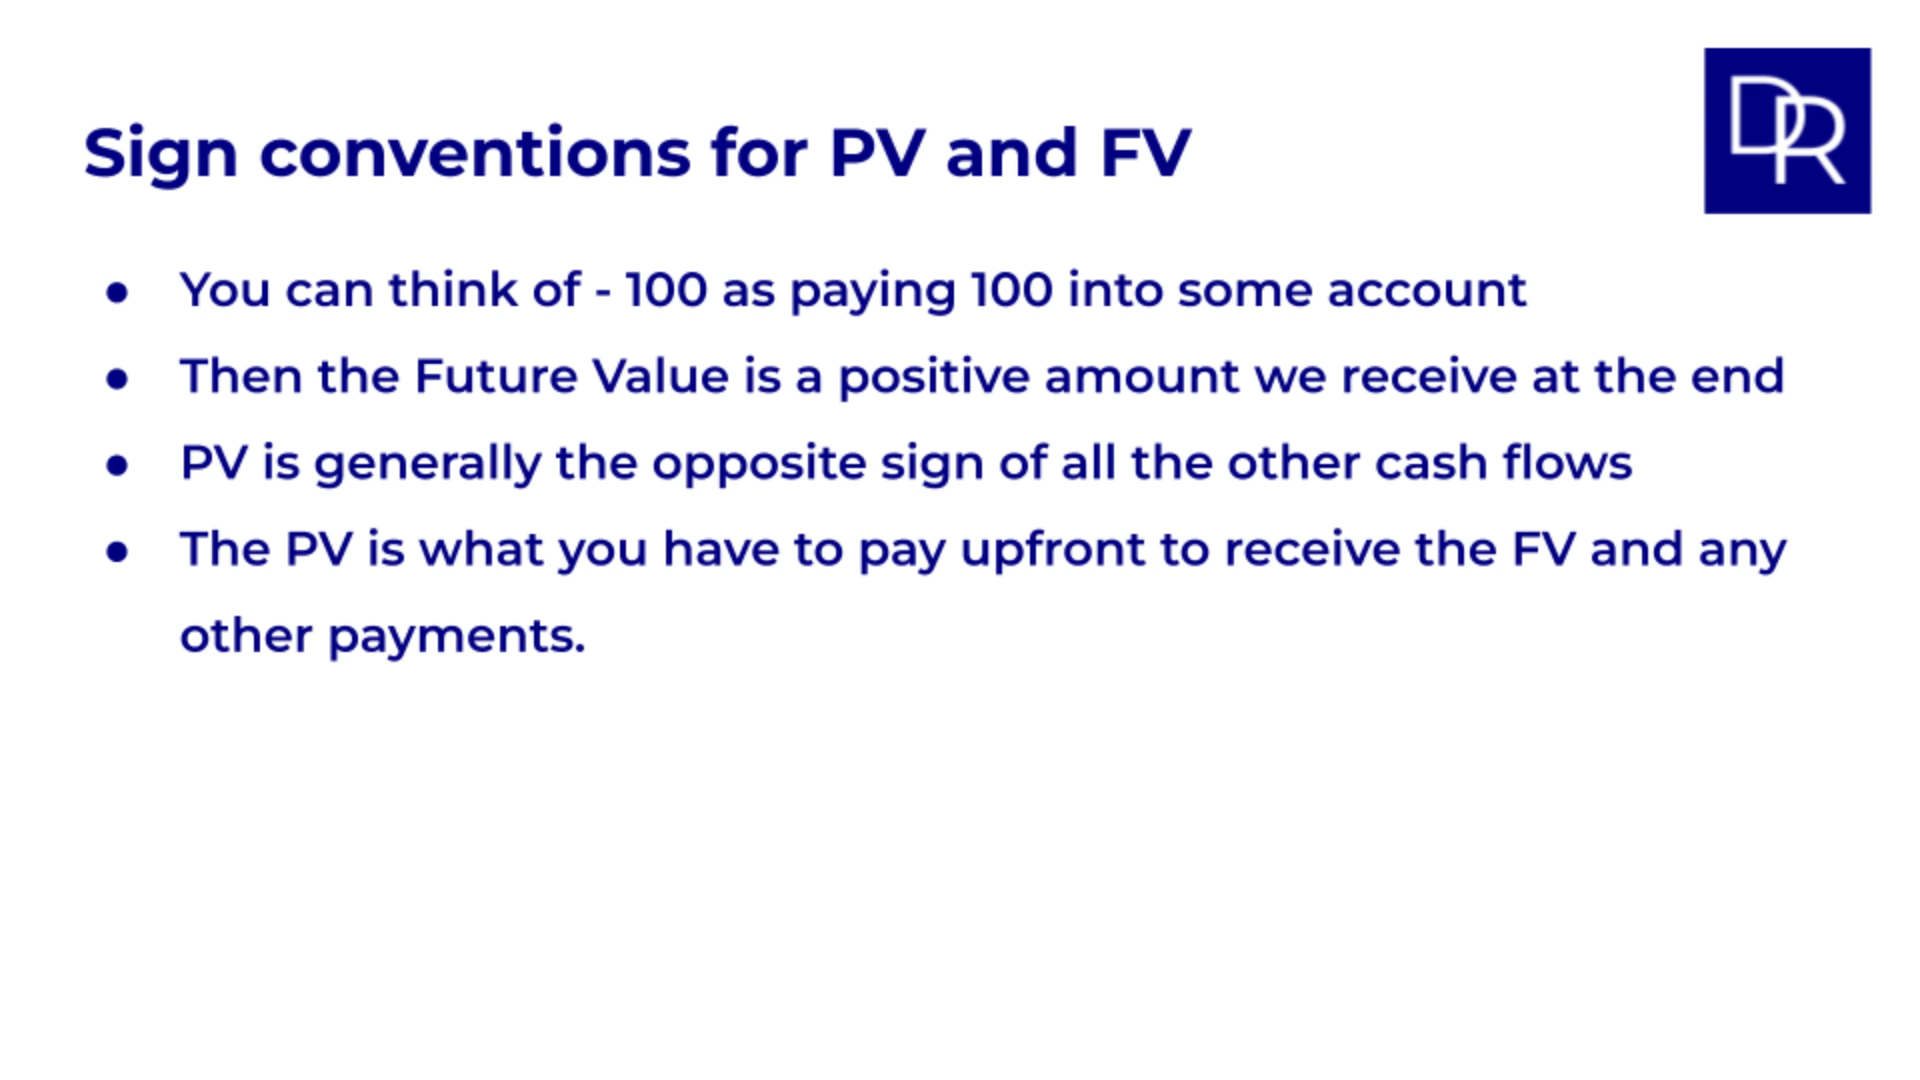 Sign conventions for PV and FV
DR
● You can think of - 100 as paying 100 into some account
● Then the Future Value is a positive amount we receive at the end
● PV is generally the opposite sign of all the other cash flows
● The PV is what you have to pay upfront to receive the FV and any
other payments.